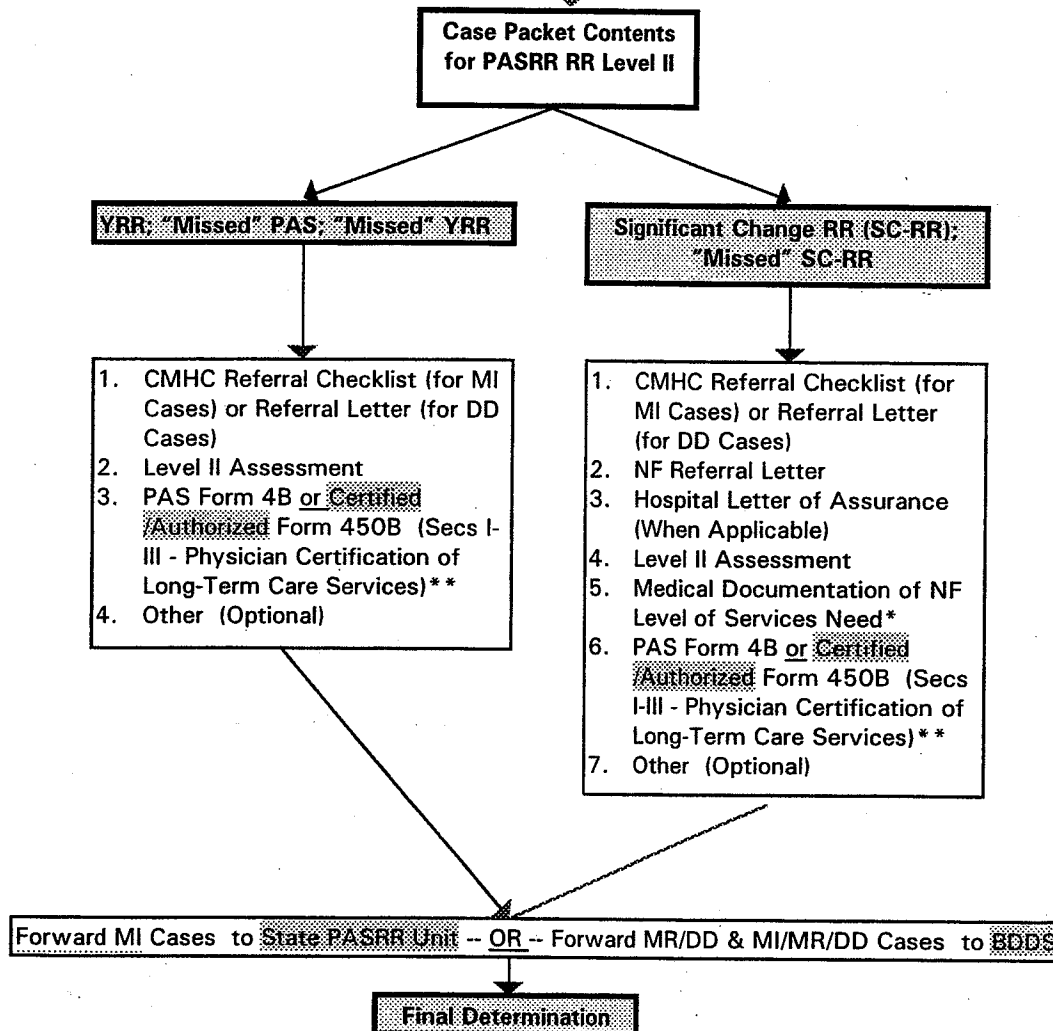 Case Packet Contents
for PASRR RR Level II
YRR; "Missed" PAS; "Missed" YRR
Significant Change RR (SC-RR);
"Missed" SC-RR
1. CMHC Referral Checklist (for MI
Cases) or Referral Letter (for DD
Cases)
2. Level II Assessment
3. PAS Form 4B or Certified
/Authorized Form 450B (Secs I-
III - Physician Certification of
Long-Term Care Services)**
4. Other (Optional)
1. CMHC Referral Checklist (for
MI Cases) or Referral Letter
(for DD Cases)
2. NF Referral Letter
3. Hospital Letter of Assurance
(When Applicable)
4. Level II Assessment
5. Medical Documentation of NF
Level of Services Need*
6. PAS Form 4B or Certified
/Authorized Form 450B (Secs
I-III - Physician Certification of
Long-Term Care Services)**
7. Other (Optional)
Forward MI Cases to State PASRR Unit -- OR -- Forward MR/DD & MI/MR/DD Cases to BDDS
Final Determination